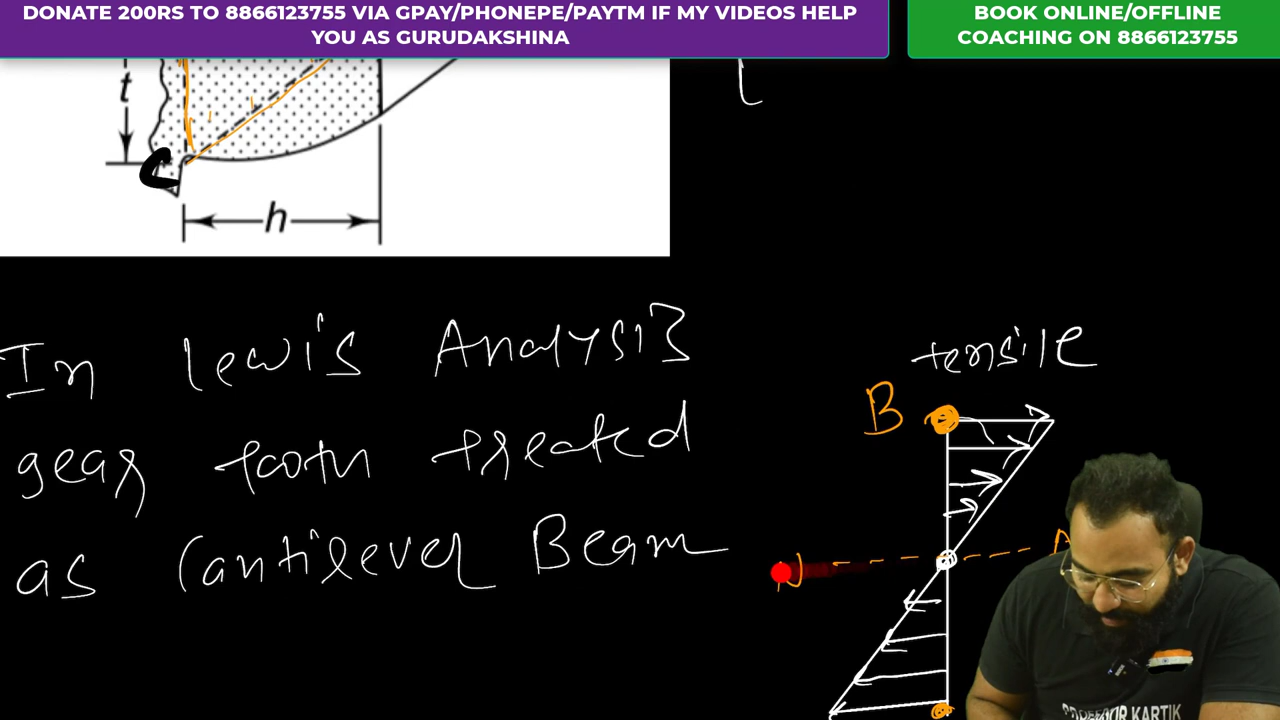 DONATE 200RS TO 8866123755 VIA GPAY/PHONEPE/PAYTM IF MY VIDEOS HELP
YOU AS GURUDAKSHINA
BOOK ONLINE/OFFLINE
COACHING ON 8866123755
t
C
h
In lewis Analysis
gear tooth treated
as Cantilever Beam
tensile
B
N
KARTIK